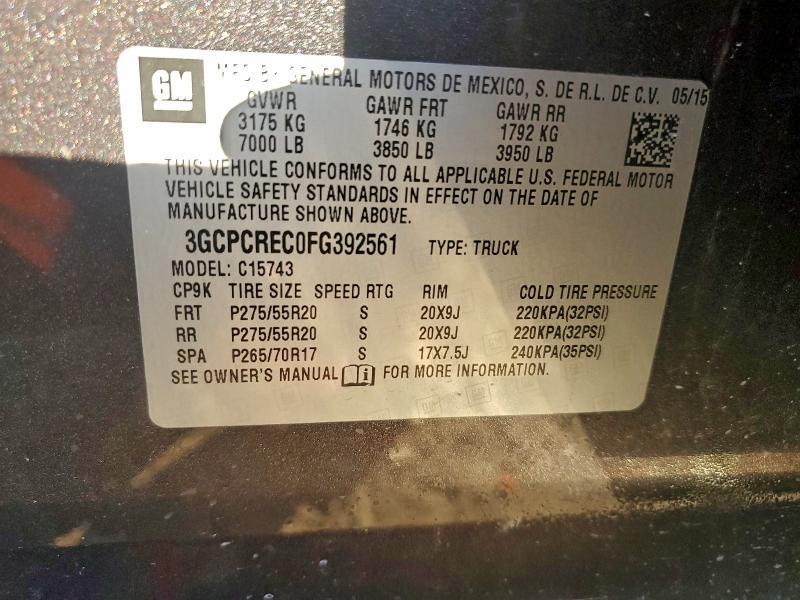 GM
MFD BY GENERAL MOTORS DE MEXICO, S. DE R.L. DE C.V. 05/15
GVWR GAWR FRT GAWR RR
3175 KG 1746 KG 1792 KG
7000 LB 3850 LB 3950 LB
THIS VEHICLE CONFORMS TO ALL APPLICABLE U.S. FEDERAL MOTOR
VEHICLE SAFETY STANDARDS IN EFFECT ON THE DATE OF
MANUFACTURE SHOWN ABOVE.
3GCPCREC0FG392561 TYPE: TRUCK
MODEL: C15743
CP9K TIRE SIZE SPEED RTG RIM COLD TIRE PRESSURE
FRT P275/55R20 S 20X9J 220KPA(32PSI)
RR P275/55R20 S 20X9J 220KPA(32PSI)
SPA P265/70R17 S 17X7.5J 240KPA(35PSI)
SEE OWNER'S MANUAL FOR MORE INFORMATION.